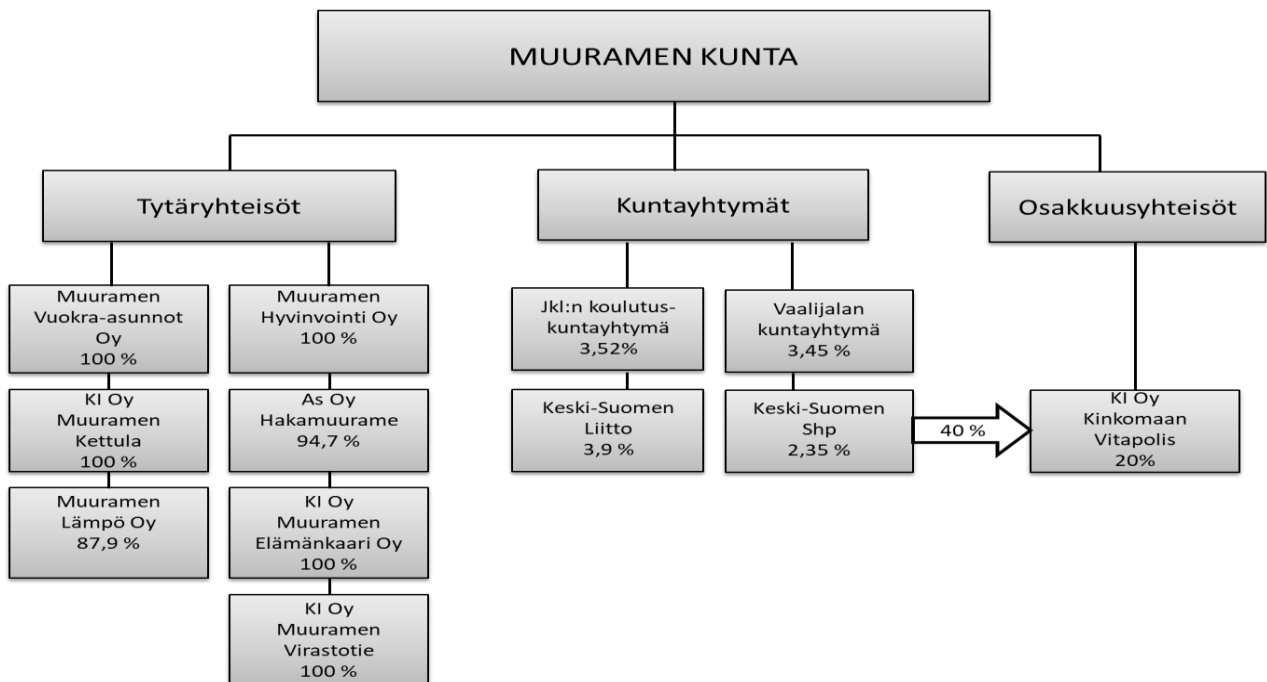 MUURAMEN KUNTA
Tytäryhteisöt
Kuntayhtymät
Osakkuusyhteisöt
Muuramen
Vuokra-asunnot
Oy
100 %
KI Oy
Muuramen
Kettula
100 %
Muuramen
Lämpö Oy
87,9 %
Muuramen
Hyvinvointi Oy
100 %
As Oy
Hakamuurame
94,7 %
KI Oy
Muuramen
Elämänkaari Oy
100 %
KI Oy
Muuramen
Virastotie
100 %
Jkl:n koulutus-
kuntayhtymä
3,52%
Keski-Suomen
Liitto
3,9 %
Vaalijalan
kuntayhtymä
3,45 %
Keski-Suomen
Shp
2,35 %
40 %
KI Oy
Kinkomaan
Vitapolis
20%